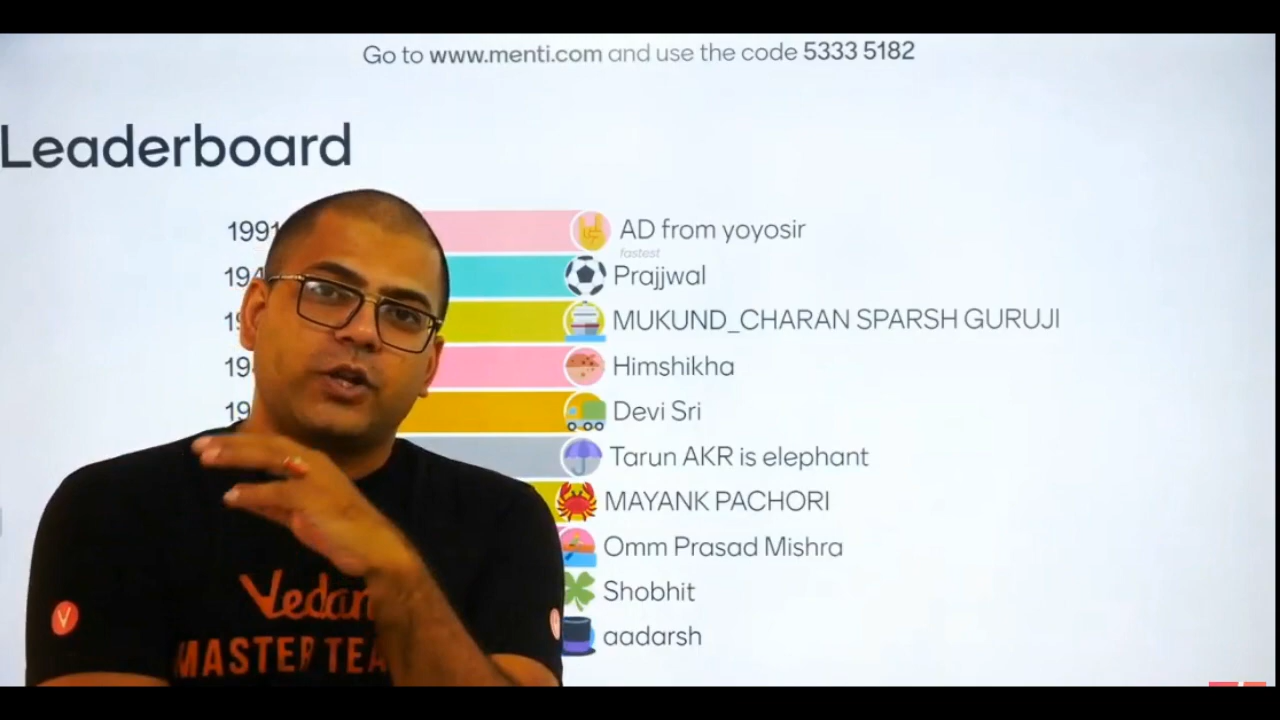 Go to www.menti.com and use the code 5333 5182
Leaderboard
1991 AD from yoyosir
fastest
Prajjwal
MUKUND_CHARAN SPARSH GURUJI
Himshikha
Devi Sri
Tarun AKR is elephant
MAYANK PACHORI
Omm Prasad Mishra
Shobhit
aadarsh
V
MASTER